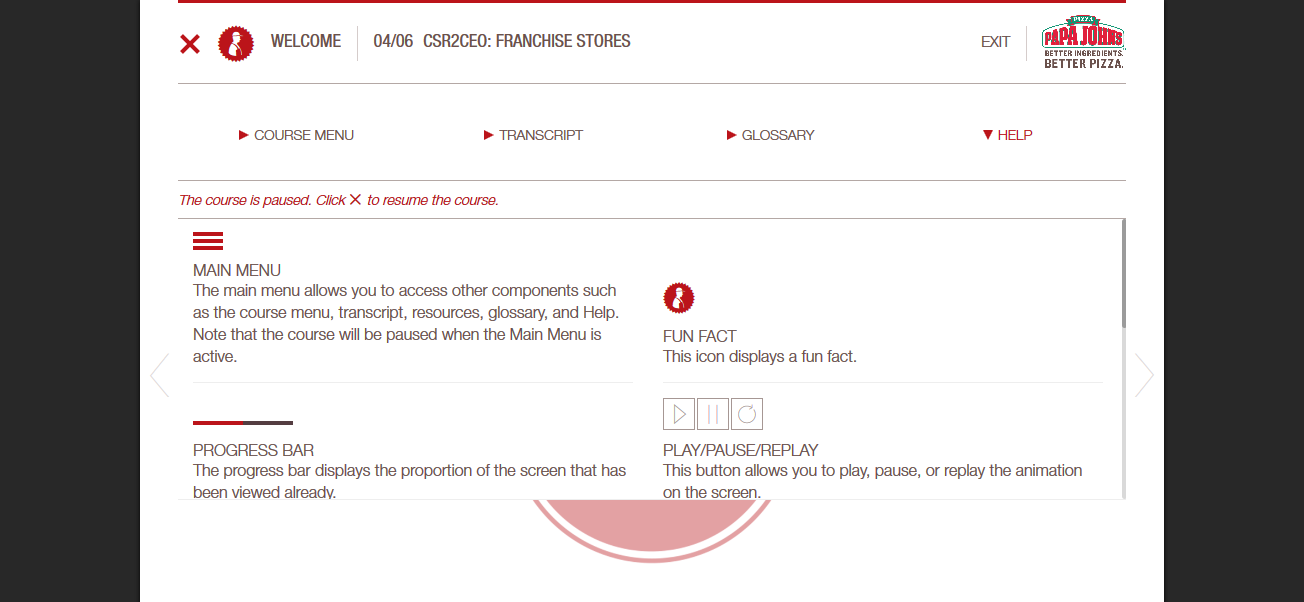 WELCOME
04/06 CSR2CEO: FRANCHISE STORES
EXIT
PIZZA
PAPA JOHNS
BETTER INGREDIENTS.
BETTER PIZZA.
COURSE MENU
TRANSCRIPT
GLOSSARY
HELP
The course is paused. Click to resume the course.
MAIN MENU
The main menu allows you to access other components such
as the course menu, transcript, resources, glossary, and Help.
Note that the course will be paused when the Main Menu is
active.
FUN FACT
This icon displays a fun fact.
PROGRESS BAR
The progress bar displays the proportion of the screen that has
been viewed already.
PLAY/PAUSE/REPLAY
This button allows you to play, pause, or replay the animation
on the screen.